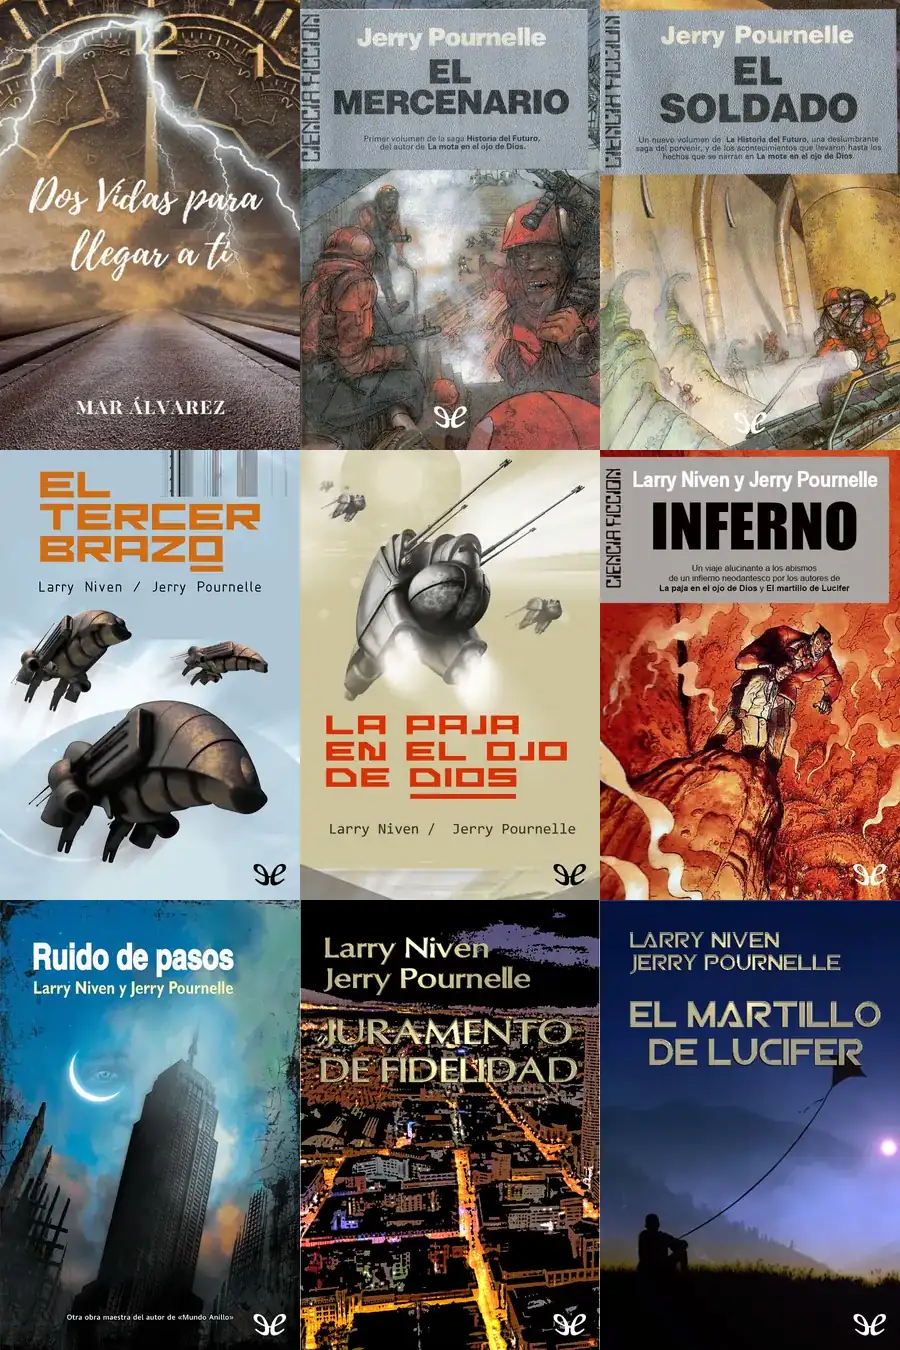 12
11
1
Dos Vidas para
llegar a ti
MAR ÁLVAREZ
CIENCIA FICCION
Jerry Pournelle
EL
MERCENARIO
Primer volumen de la saga Historia del Futuro,
del autor de La mota en el ojo de Dios.
CIENCIA FICCION
Jerry Pournelle
EL
SOLDADO
Un nuevo volumen de La Historia del Futuro, una deslumbrante
saga del porvenir, y de los acontecimientos que llevaron hasta los
hechos que se narran en La mota en el ojo de Dios.
EL
TERCER
BRAZO
Larry Niven / Jerry Pournelle
LA PAJA
EN EL OJO
DE DIOS
Larry Niven / Jerry Pournelle
CIENCIA FICCION
Larry Niven y Jerry Pournelle
INFERNO
Un viaje alucinante a los abismos
de un infierno neodantesco por los autores de
La paja en el ojo de Dios y El martillo de Lucifer
Ruido de pasos
Larry Niven y Jerry Pournelle
Otra obra maestra del autor de «Mundo Anillo»
Larry Niven
Jerry Pournelle
JURAMENTO
DE FIDELIDAD
LARRY NIVEN
JERRY POURNELLE
EL MARTILLO
DE LUCIFER